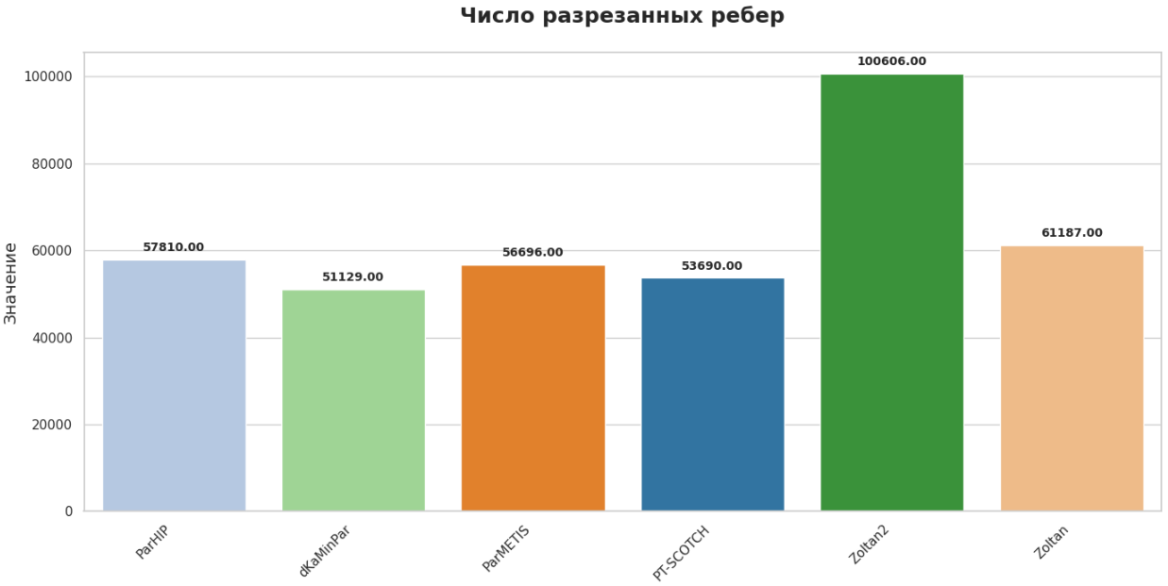 Число разрезанных ребер
Значение
100000
80000
60000
40000
20000
0
57810.00
51129.00
56696.00
53690.00
100606.00
61187.00
ParHIP
dKaMinPar
ParMETIS
PT-SCOTCH
Zoltan2
Zoltan